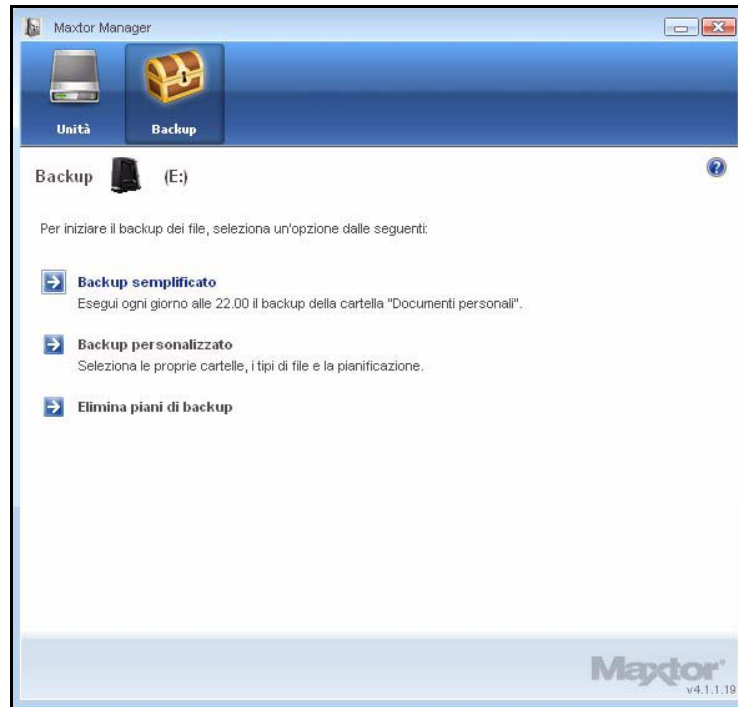 Maxtor Manager
Unità
Backup
Backup (E:)
Per iniziare il backup dei file, seleziona un'opzione dalle seguenti:
Backup semplificato
Esegui ogni giorno alle 22.00 il backup della cartella "Documenti personali".
Backup personalizzato
Seleziona le proprie cartelle, i tipi di file e la pianificazione.
Elimina piani di backup
Maxtor
v4.1.1.19